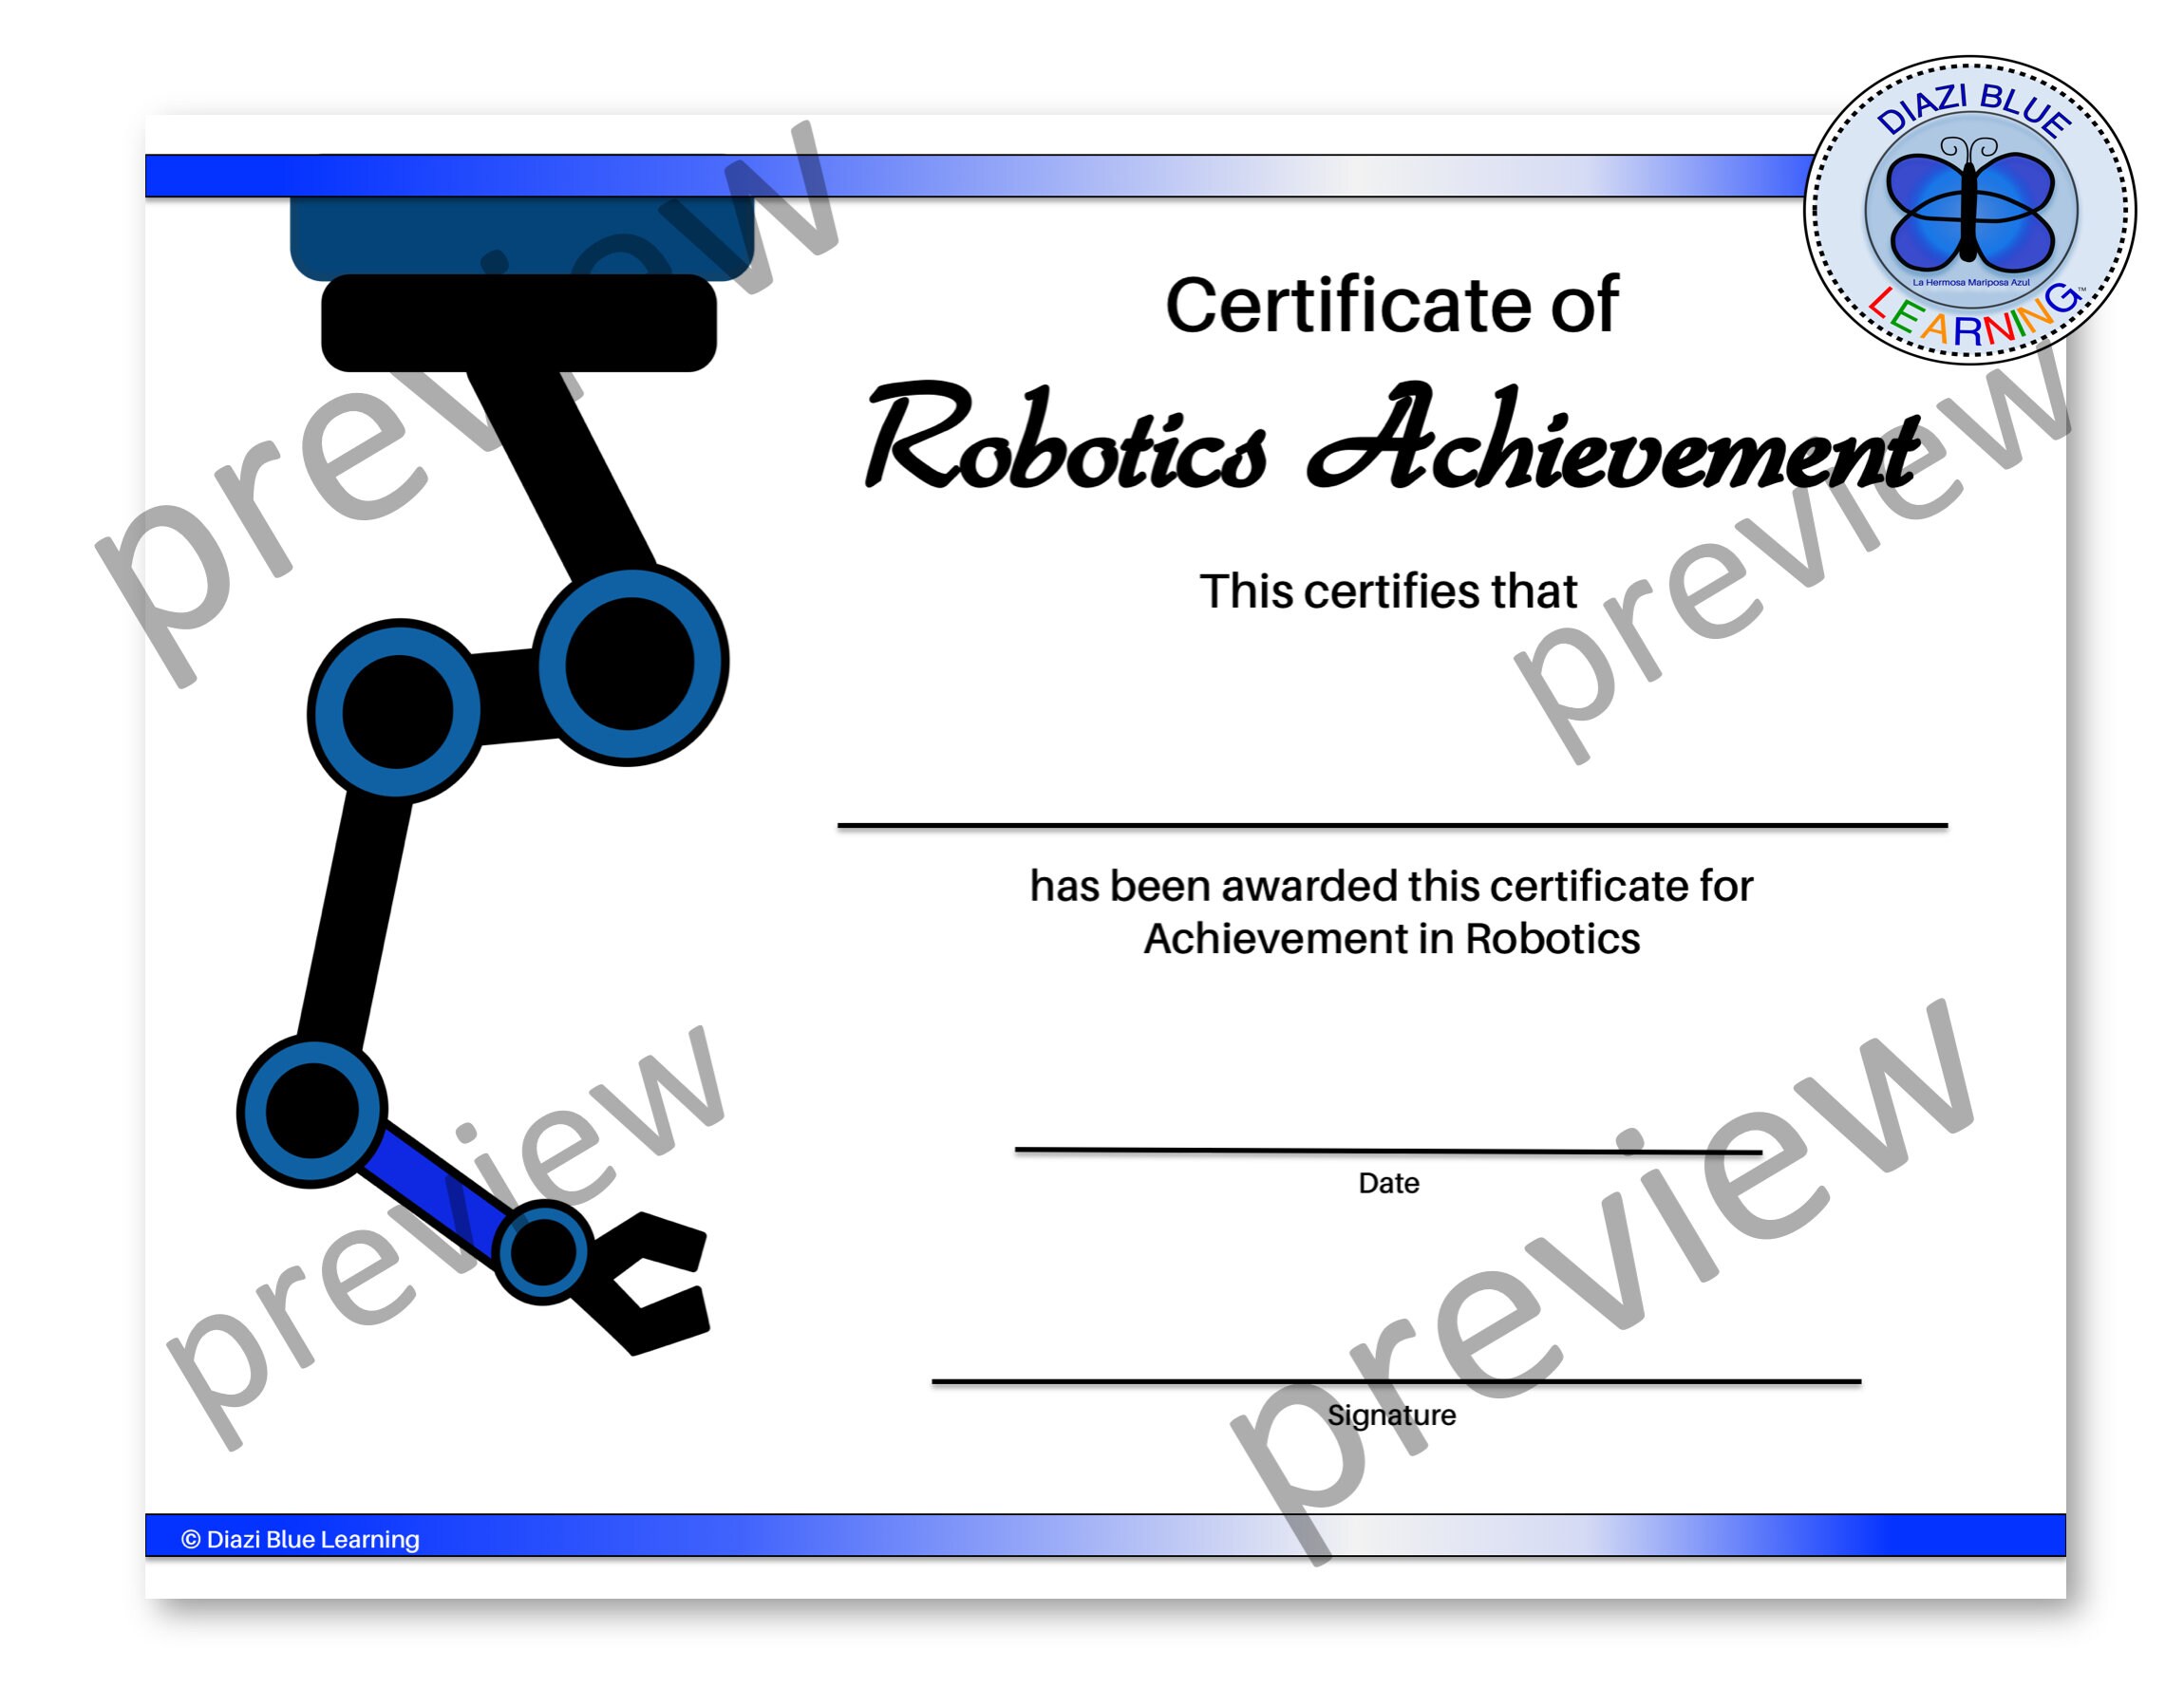 DIAZI BLUE
La Hermosa Mariposa Azul
LEARNING™
Certificate of
Robotics Achievement
This certifies that
has been awarded this certificate for
Achievement in Robotics
Date
Signature
© Diazi Blue Learning
preview
preview
preview
preview